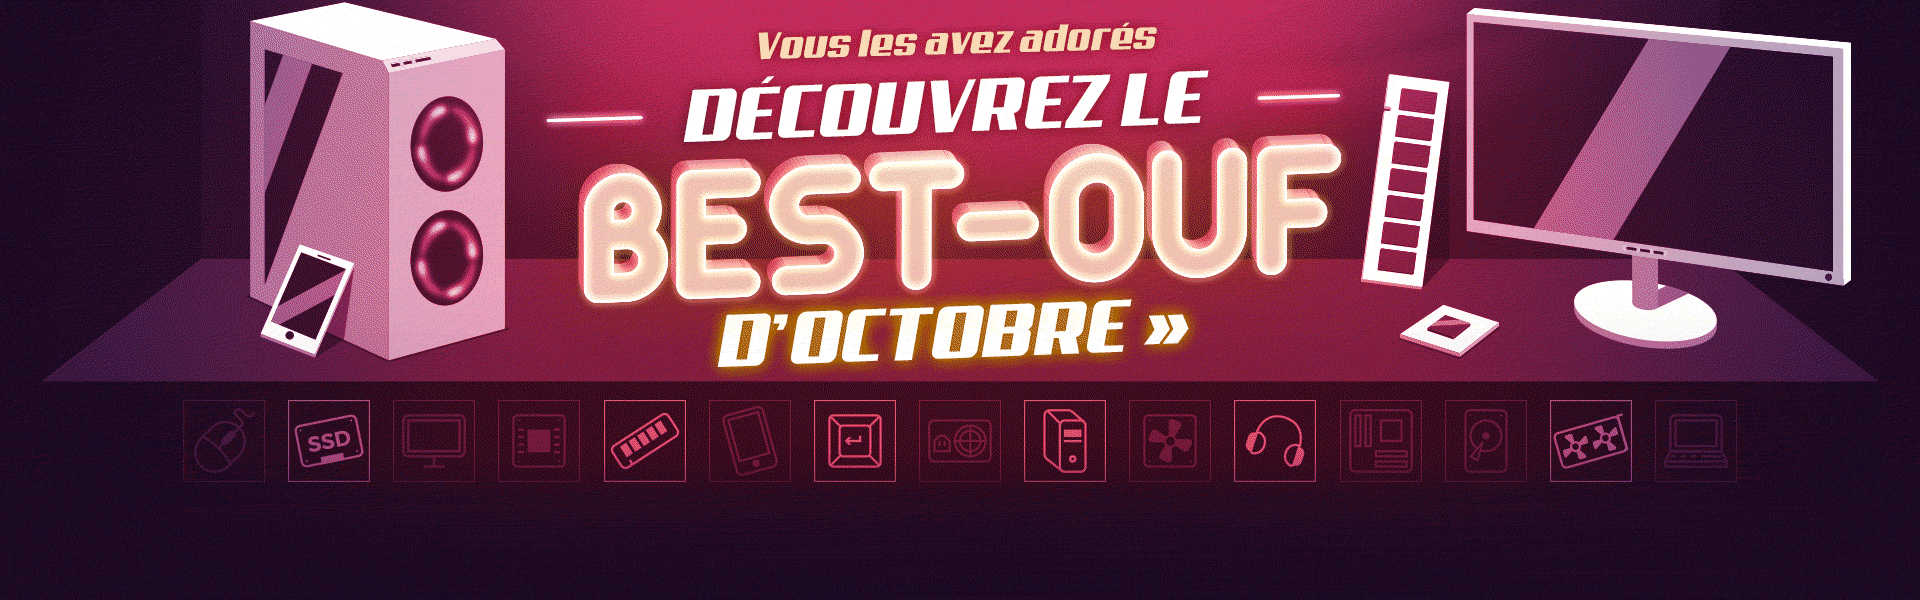 Vous les avez adorés
DÉCOUVREZ LE
BEST-OUF
D'OCTOBRE »
SSD